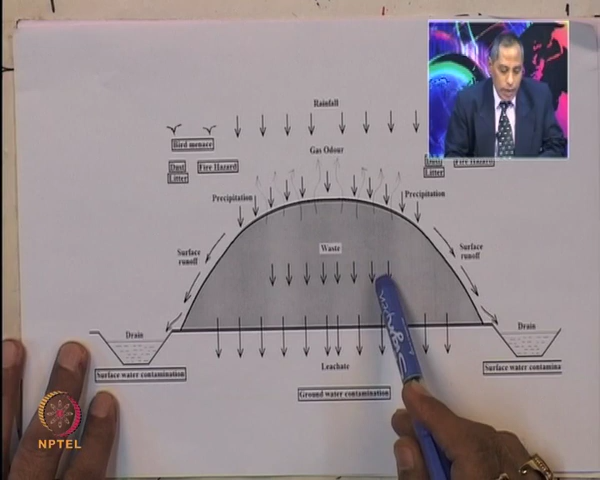 Rainfall
Bird menace
Gas Odour
Dust
Litter
Fire Hazard
Dust
Litter
Fire Hazard
Precipitation
Precipitation
Surface
runoff
Waste
Surface
runoff
Drain
Drain
Surface water contamination
Leachate
Surface water contamina
Ground water contamination
NPTEL